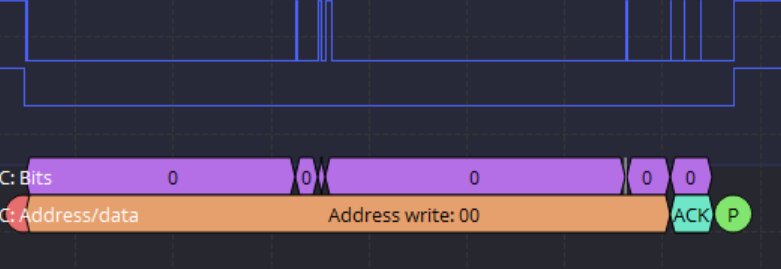 C: Bits 0 0 0 0 0
C: Address/data Address write: 00 ACK P